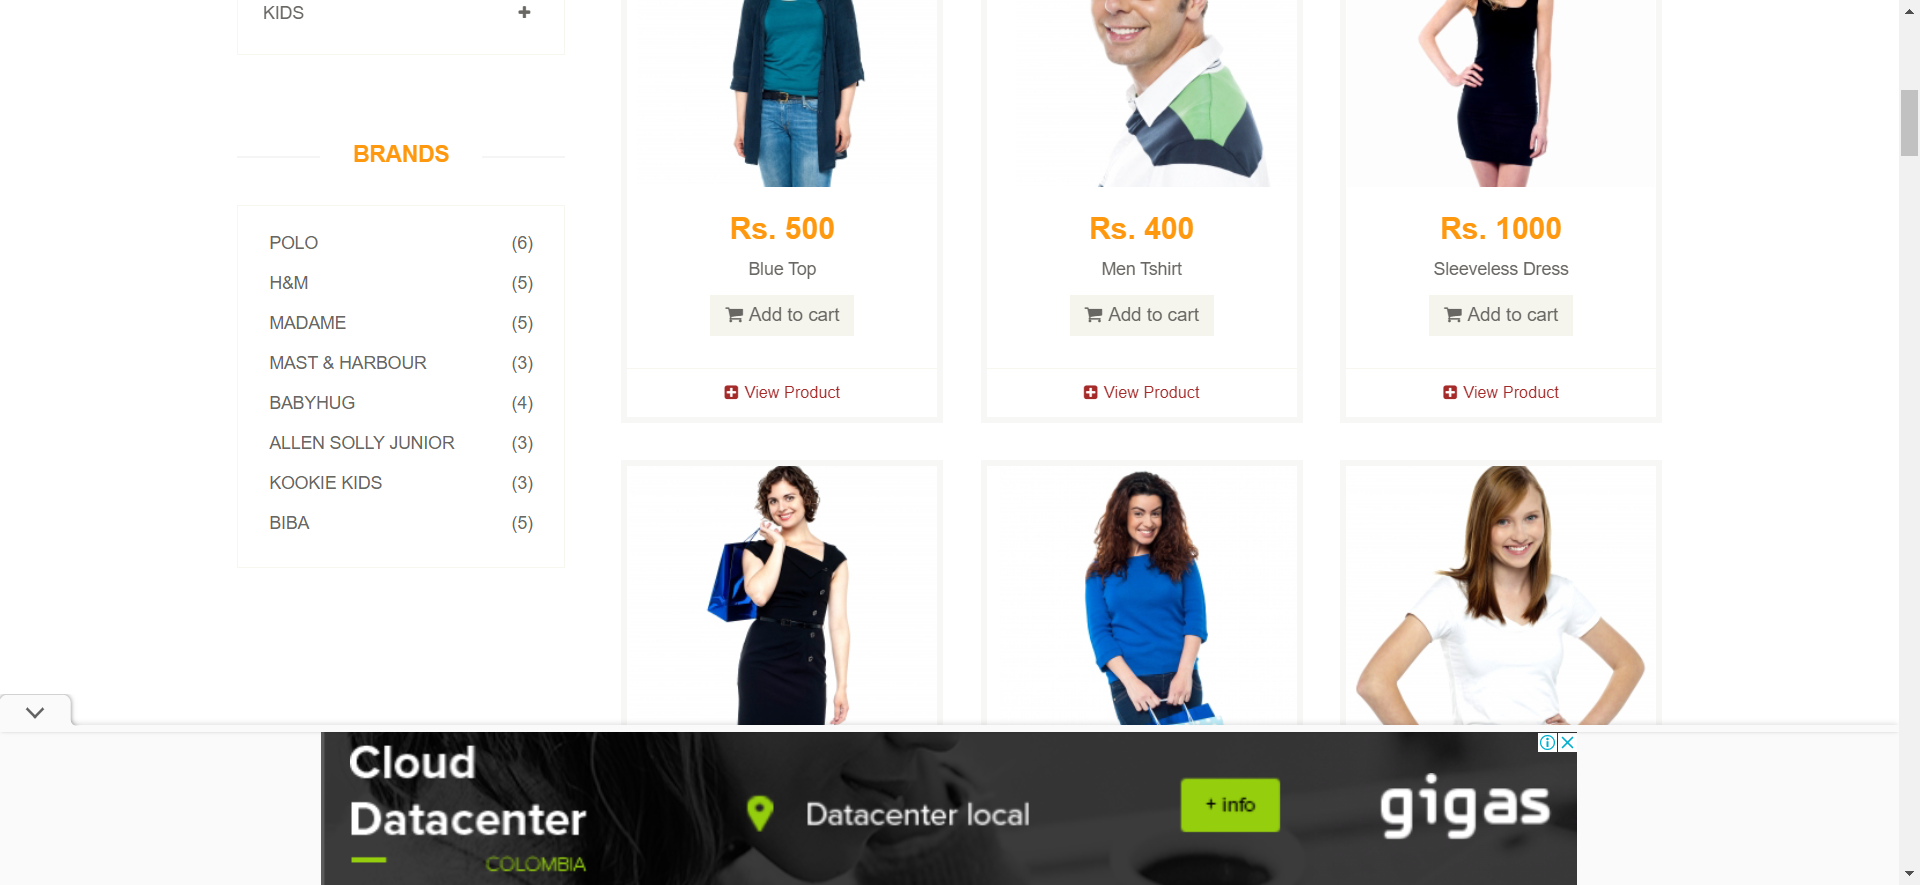 KIDS
BRANDS
POLO (6)
H&M (5)
MADAME (5)
MAST & HARBOUR (3)
BABYHUG (4)
ALLEN SOLLY JUNIOR (3)
KOOKIE KIDS (3)
BIBA (5)
Rs. 500
Blue Top
Add to cart
View Product
Rs. 400
Men Tshirt
Add to cart
View Product
Rs. 1000
Sleeveless Dress
Add to cart
View Product
Cloud
Datacenter
COLOMBIA
Datacenter local
+ info
gigas